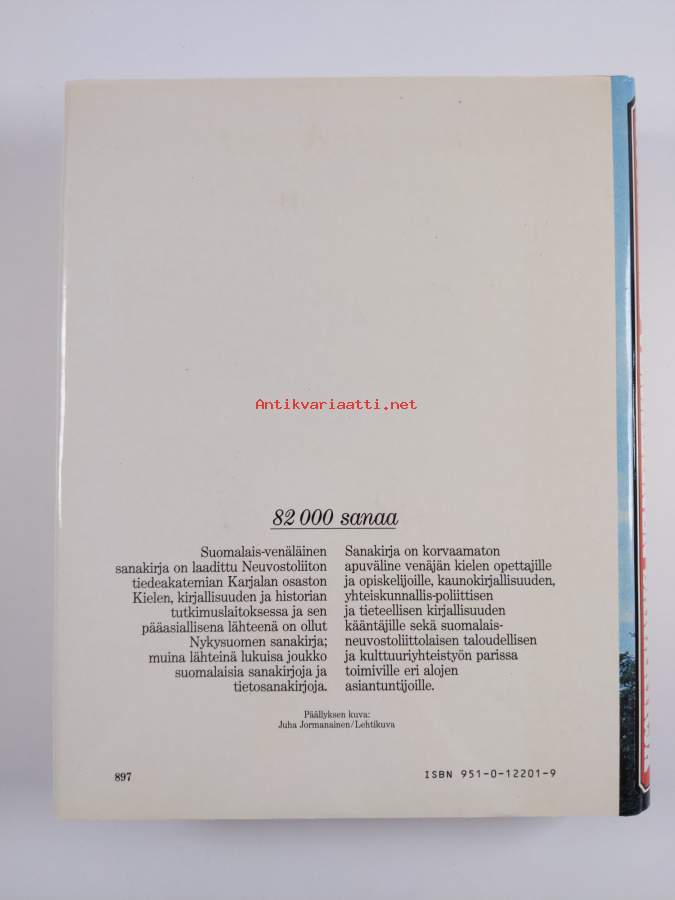 Antikvariaatti.net
82 000 sanaa
Suomalais-venäläinen
sanakirja on laadittu Neuvostoliiton
tiedeakatemian Karjalan osaston
Kielen, kirjallisuuden ja historian
tutkimuslaitoksessa ja sen
pääasiallisena lähteenä on ollut
Nykysuomen sanakirja;
muina lähteinä lukuisa joukko
suomalaisia sanakirjoja ja
tietosanakirjoja.
Sanakirja on korvaamaton
apuväline venäjän kielen opettajille
ja opiskelijoille, kaunokirjallisuuden,
yhteiskunnallis-poliittisen
ja tieteellisen kirjallisuuden
kääntäjille sekä suomalais-
neuvostoliittolaisen taloudellisen
ja kulttuuriyhteistyön parissa
toimiville eri alojen
asiantuntijoille.
Päällyksen kuva:
Juha Jormanainen/Lehtikuva
897
ISBN 951-0-12201-9